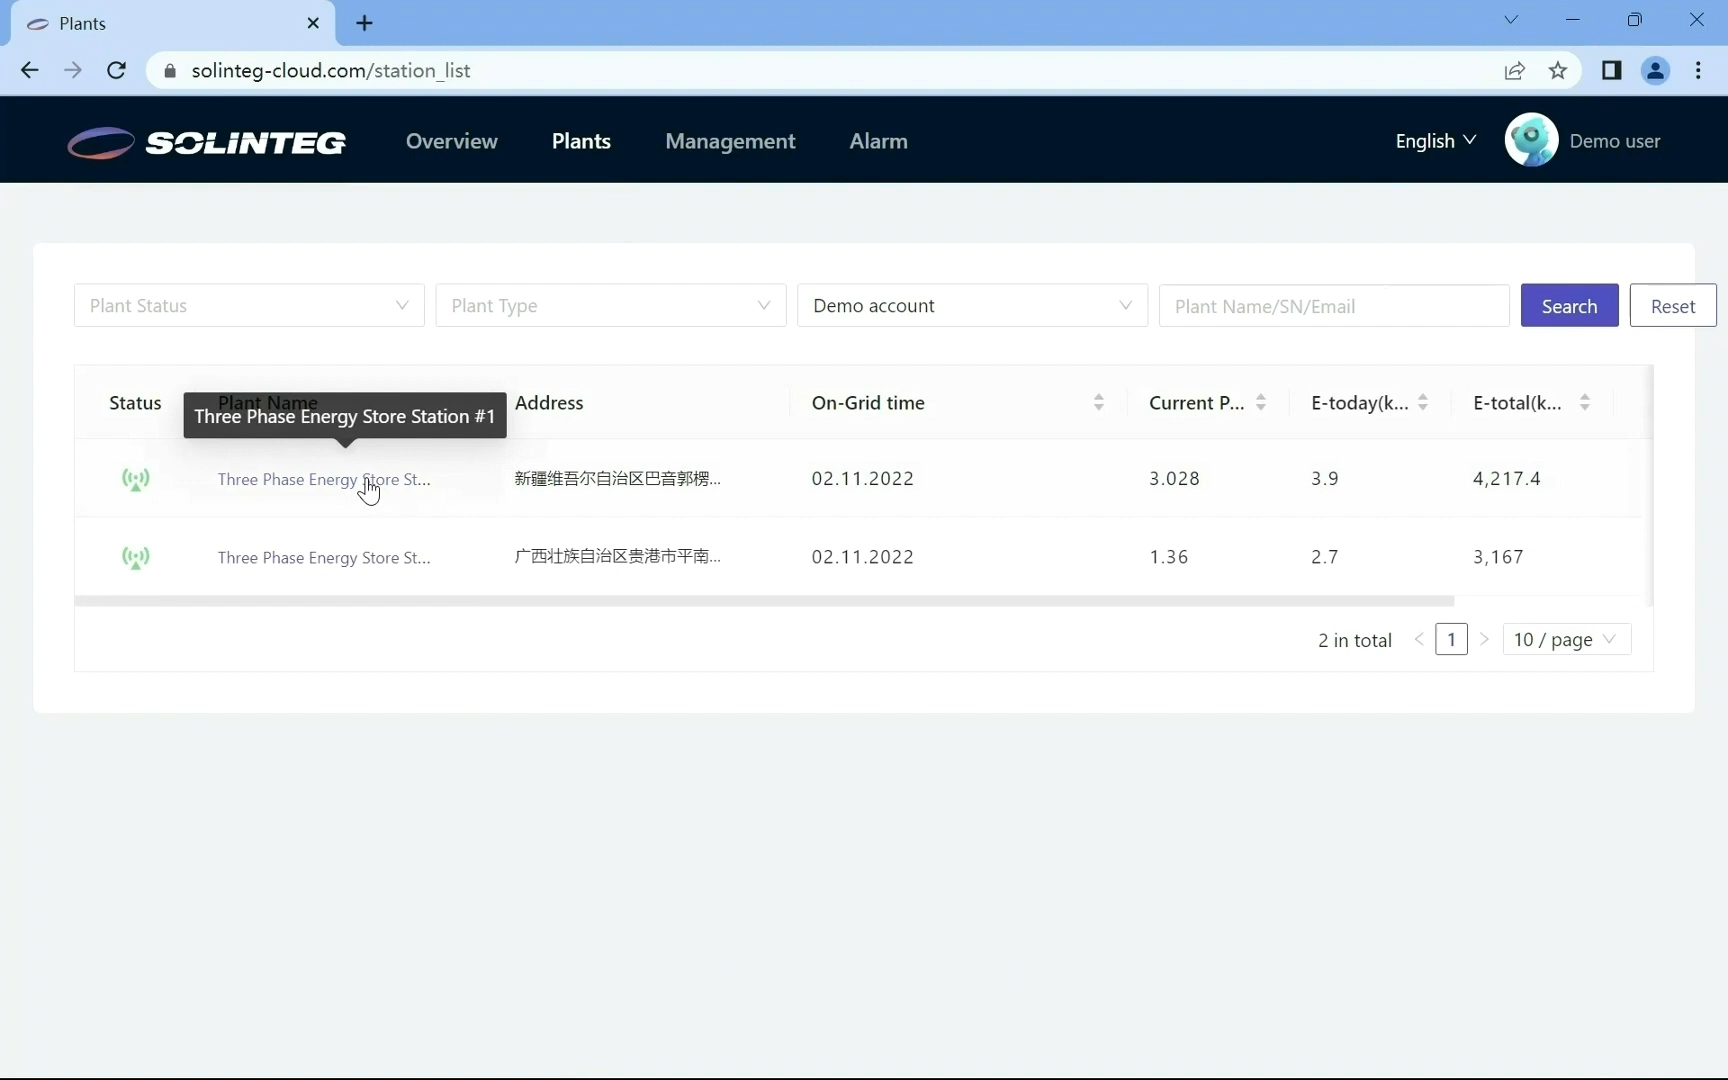 Plants
solinteg-cloud.com/station_list
SOLINTEG Overview Plants Management Alarm English Demo user
Plant Status Plant Type Demo account Plant Name/SN/Email Search Reset
Status Plant Name Address On-Grid time Current P... E-today(k... E-total(k...
Three Phase Energy Store Station #1
Three Phase Energy Store St... 新疆维吾尔自治区巴音郭楞... 02.11.2022 3.028 3.9 4,217.4
Three Phase Energy Store St... 广西壮族自治区贵港市平南... 02.11.2022 1.36 2.7 3,167
2 in total < 1 > 10 / page